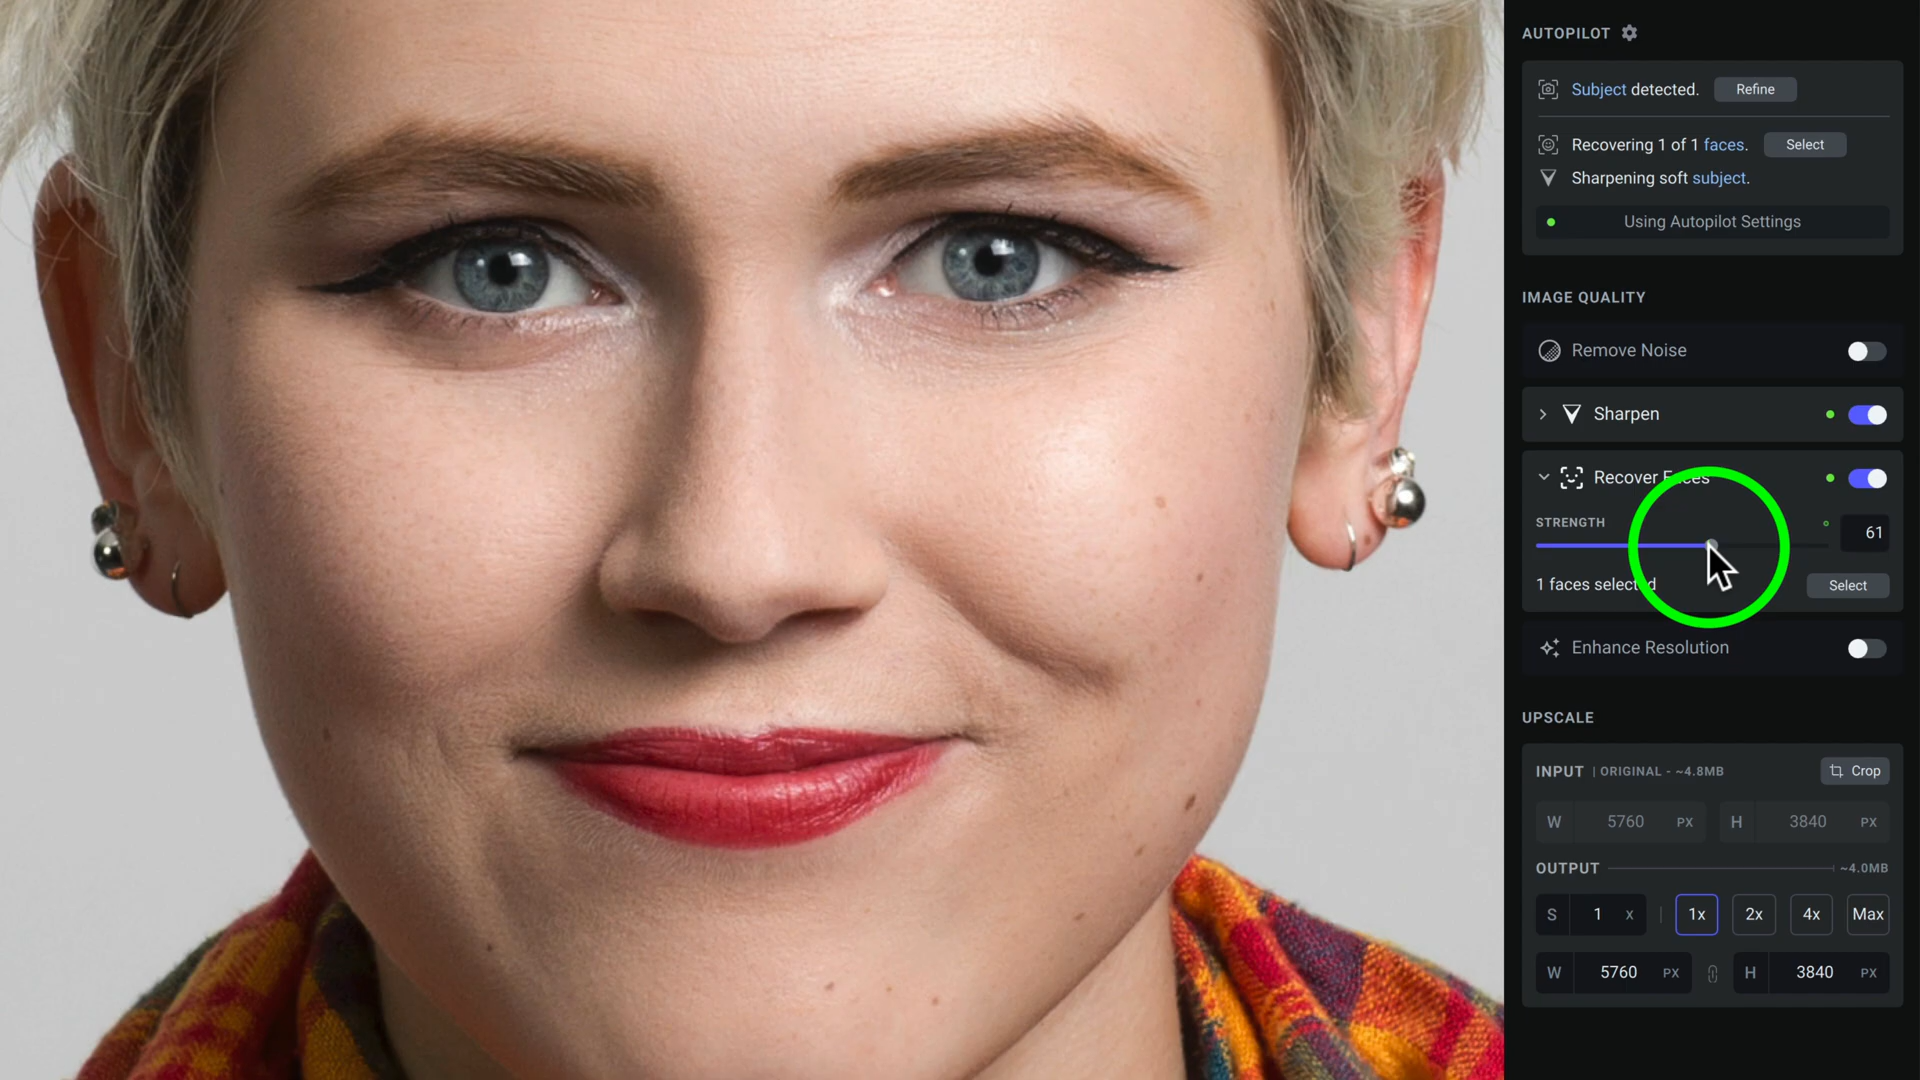 AUTOPILOT
Subject detected. Refine
Recovering 1 of 1 faces. Select
Sharpening soft subject.
Using Autopilot Settings
IMAGE QUALITY
Remove Noise
Sharpen
Recover Faces
STRENGTH 61
1 faces selected Select
Enhance Resolution
UPSCALE
INPUT | ORIGINAL - ~4.8MB Crop
W 5760 PX H 3840 PX
OUTPUT ~4.0MB
S 1 x 1x 2x 4x Max
W 5760 PX H 3840 PX